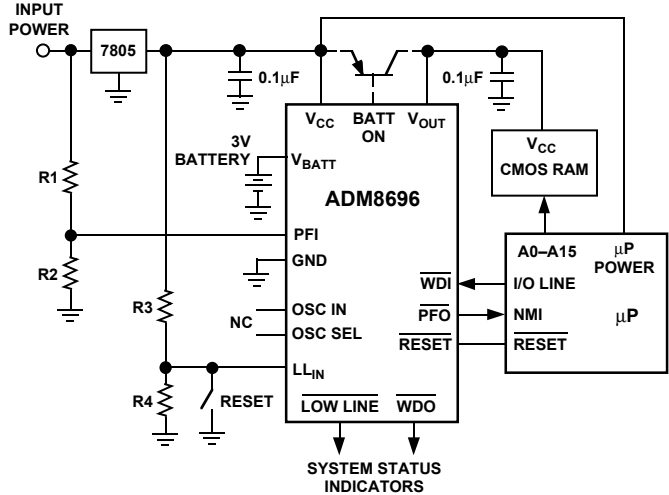 INPUT
POWER
7805
0.1μF
0.1μF
VCC
BATT
ON
VOUT
3V
BATTERY
VBATT
VCC
CMOS RAM
R1
ADM8696
PFI
A0–A15
μP
POWER
R2
GND
WDI
I/O LINE
R3
OSC IN
PFO
NMI
μP
NC
OSC SEL
RESET
RESET
LLIN
R4
RESET
LOW LINE
WDO
SYSTEM STATUS
INDICATORS